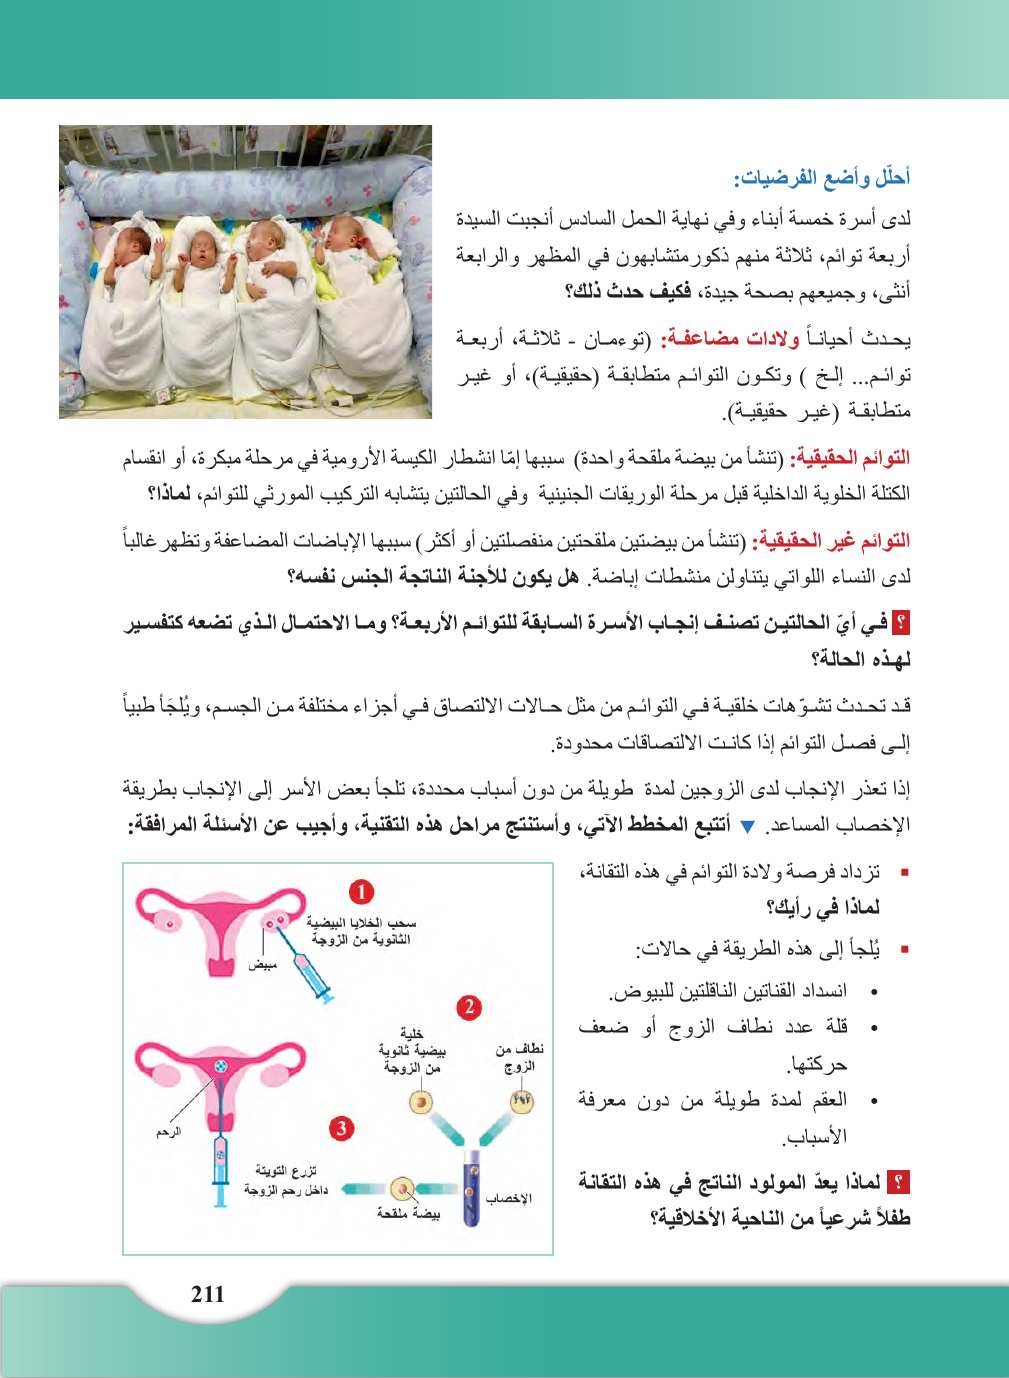 أحلّل وأضع الفرضيات:
لدى أسرة خمسة أبناء وفي نهاية الحمل السادس أنجبت السيدة
أربعة توائم، ثلاثة منهم ذكورمتشابهون في المظهر والرابعة
أنثى، وجميعهم بصحة جيدة، فكيف حدث ذلك؟
يحدث أحياناً ولادات مضاعفة: (توءمان - ثلاثة، أربعة
توائم... إلخ ) وتكون التوائم متطابقة (حقيقية)، أو غير
متطابقة (غير حقيقية).
التوائم الحقيقية: (تنشأ من بيضة ملقحة واحدة) سببها إمّا انشطار الكيسة الأرومية في مرحلة مبكرة، أو انقسام
الكتلة الخلوية الداخلية قبل مرحلة الوريقات الجنينية وفي الحالتين يتشابه التركيب المورثي للتوائم، لماذا؟
التوائم غير الحقيقية: (تنشأ من بيضتين ملقحتين منفصلتين أو أكثر) سببها الإباضات المضاعفة وتظهر غالباً
لدى النساء اللواتي يتناولن منشطات إباضة. هل يكون للأجنة الناتجة الجنس نفسه؟
؟ في أيّ الحالتين تصنف إنجاب الأسرة السابقة للتوائم الأربعة؟ وما الاحتمال الذي تضعه كتفسير
لهذه الحالة؟
قد تحدث تشوّهات خلقية في التوائم من مثل حالات الالتصاق في أجزاء مختلفة من الجسم، ويُلجَأ طبياً
إلى فصل التوائم إذا كانت الالتصاقات محدودة.
إذا تعذر الإنجاب لدى الزوجين لمدة طويلة من دون أسباب محددة، تلجأ بعض الأسر إلى الإنجاب بطريقة
الإخصاب المساعد. ▼ أتتبع المخطط الآتي، وأستنتج مراحل هذه التقنية، وأجيب عن الأسئلة المرافقة:
▪ تزداد فرصة ولادة التوائم في هذه التقانة،
لماذا في رأيك؟
▪ يُلجأ إلى هذه الطريقة في حالات:
• انسداد القناتين الناقلتين للبيوض.
• قلة عدد نطاف الزوج أو ضعف
حركتها.
• العقم لمدة طويلة من دون معرفة
الأسباب.
؟ لماذا يعدّ المولود الناتج في هذه التقانة
طفلاً شرعياً من الناحية الأخلاقية؟
1
سحب الخلايا البيضية
الثانوية من الزوجة
مبيض
2
نطاف من
الزوج
خلية
بيضية ثانوية
من الزوجة
الرحم
3
تزرع التويتة
داخل رحم الزوجة
بيضة ملقحة
الإخصاب
211